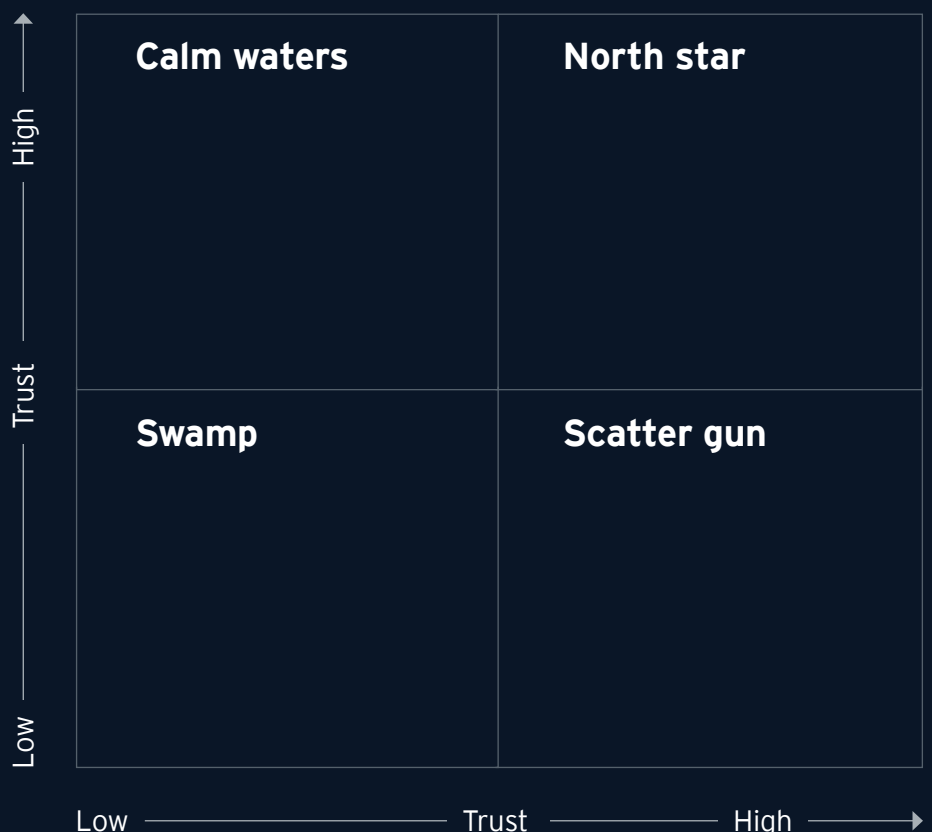 High
Trust
Low
Calm waters
North star
Swamp
Scatter gun
Low
Trust
High